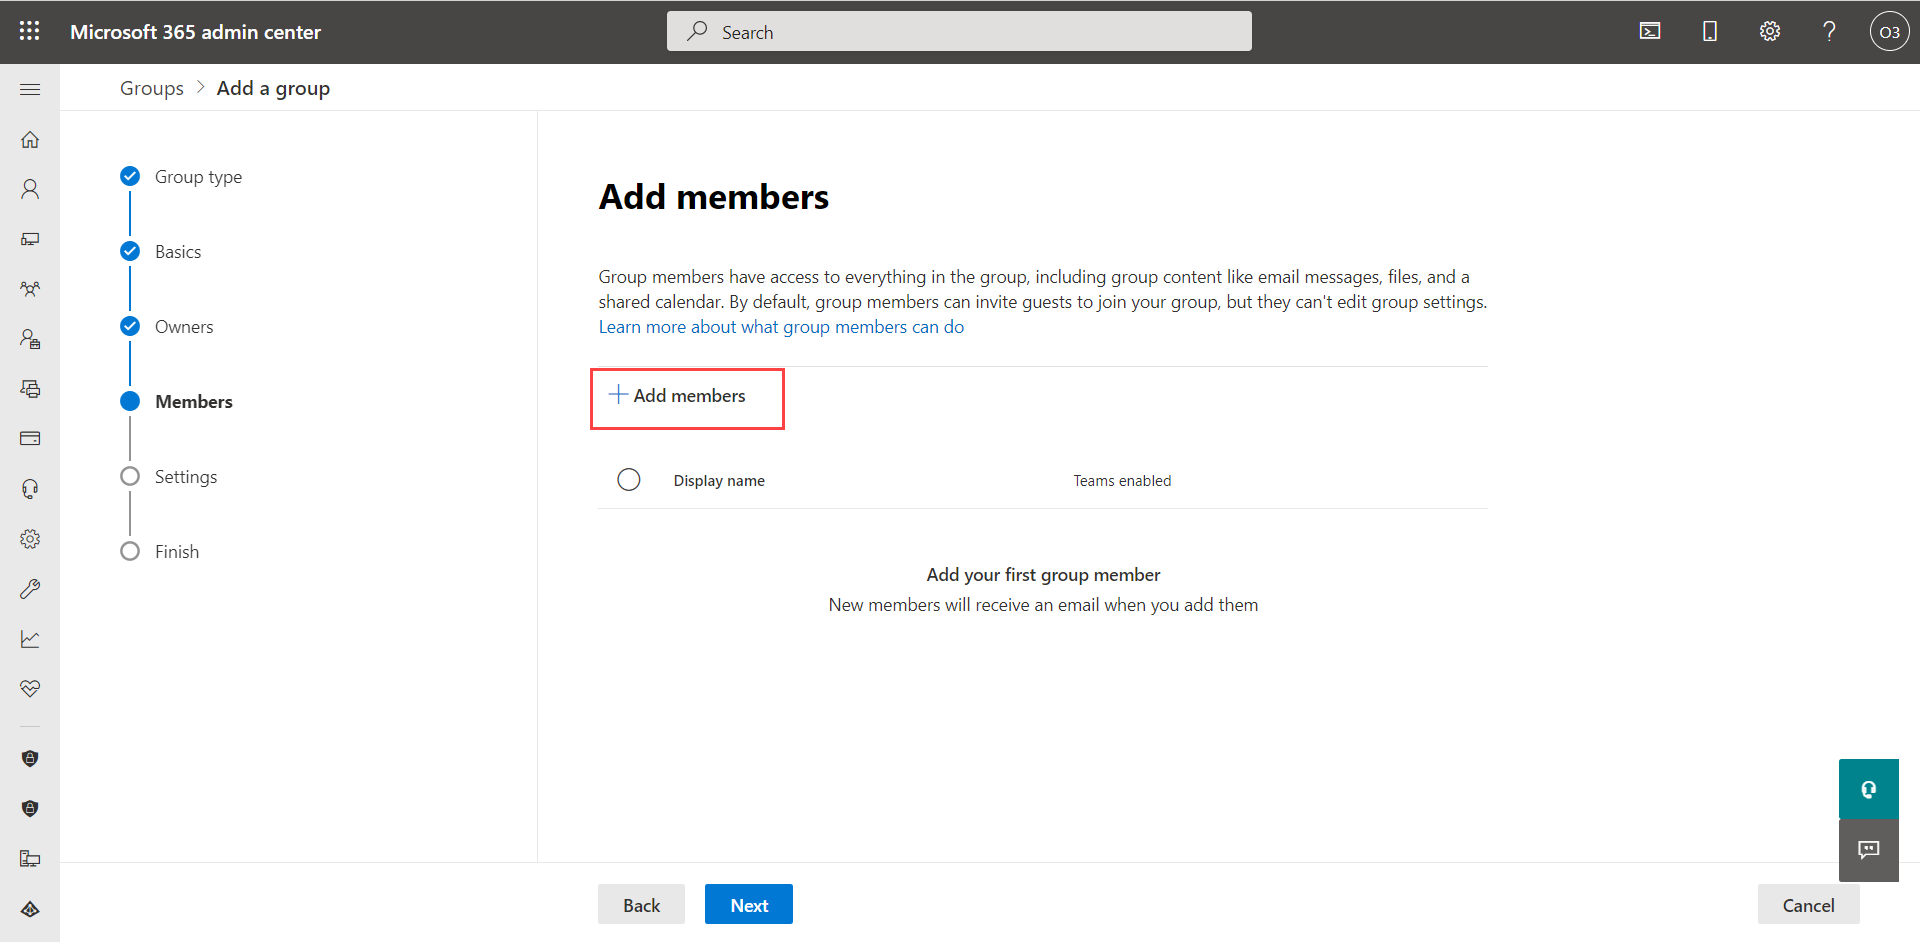 Microsoft 365 admin center
Search
?
O3
Groups > Add a group
Group type
Basics
Owners
Members
Settings
Finish
Add members
Group members have access to everything in the group, including group content like email messages, files, and a
shared calendar. By default, group members can invite guests to join your group, but they can't edit group settings.
Learn more about what group members can do
+ Add members
Display name
Teams enabled
Add your first group member
New members will receive an email when you add them
Back
Next
Cancel